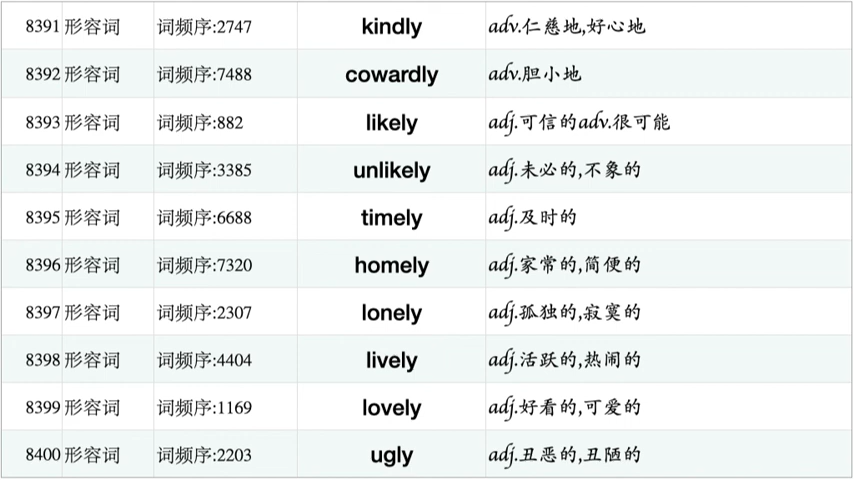 8391 形容词 词频序:2747 kindly adv.仁慈地,好心地
8392 形容词 词频序:7488 cowardly adv.胆小地
8393 形容词 词频序:882 likely adj.可信的adv.很可能
8394 形容词 词频序:3385 unlikely adj.未必的,不象的
8395 形容词 词频序:6688 timely adj.及时的
8396 形容词 词频序:7320 homely adj.家常的,简便的
8397 形容词 词频序:2307 lonely adj.孤独的,寂寞的
8398 形容词 词频序:4404 lively adj.活跃的,热闹的
8399 形容词 词频序:1169 lovely adj.好看的,可爱的
8400 形容词 词频序:2203 ugly adj.丑恶的,丑陋的